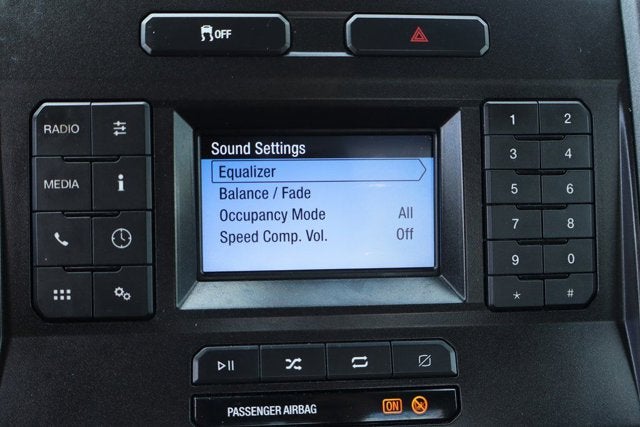 OFF
RADIO
MEDIA
i
Sound Settings
Equalizer
Balance / Fade
Occupancy Mode All
Speed Comp. Vol. Off
1 2
3 4
5 6
7 8
9 0
* #
PASSENGER AIRBAG ON